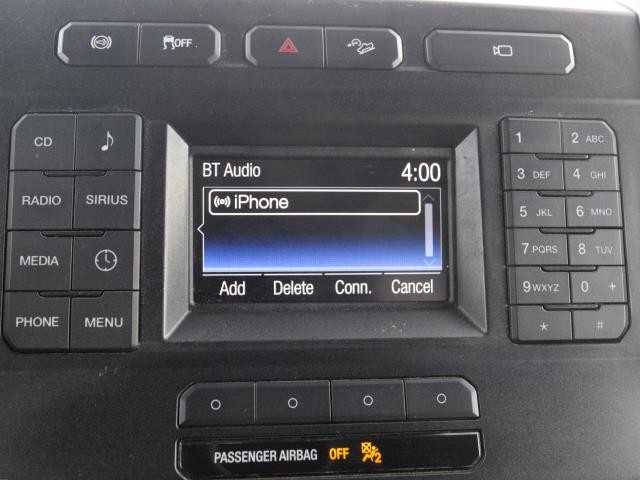 OFF
CD
RADIO SIRIUS
MEDIA
PHONE MENU
BT Audio 4:00
iPhone
Add Delete Conn. Cancel
1 2 ABC
3 DEF 4 GHI
5 JKL 6 MNO
7 PQRS 8 TUV
9 WXYZ 0 +
* #
PASSENGER AIRBAG OFF 2